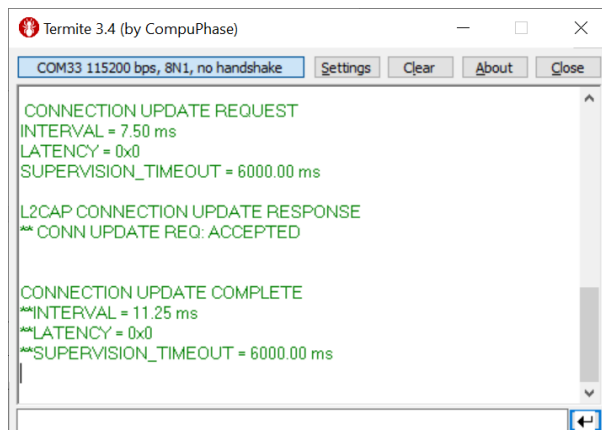 Termite 3.4 (by CompuPhase)
COM33 115200 bps, 8N1, no handshake Settings Clear About Close
CONNECTION UPDATE REQUEST
INTERVAL = 7.50 ms
LATENCY = 0x0
SUPERVISION_TIMEOUT = 6000.00 ms
L2CAP CONNECTION UPDATE RESPONSE
** CONN UPDATE REQ: ACCEPTED
CONNECTION UPDATE COMPLETE
**INTERVAL = 11.25 ms
**LATENCY = 0x0
**SUPERVISION_TIMEOUT = 6000.00 ms